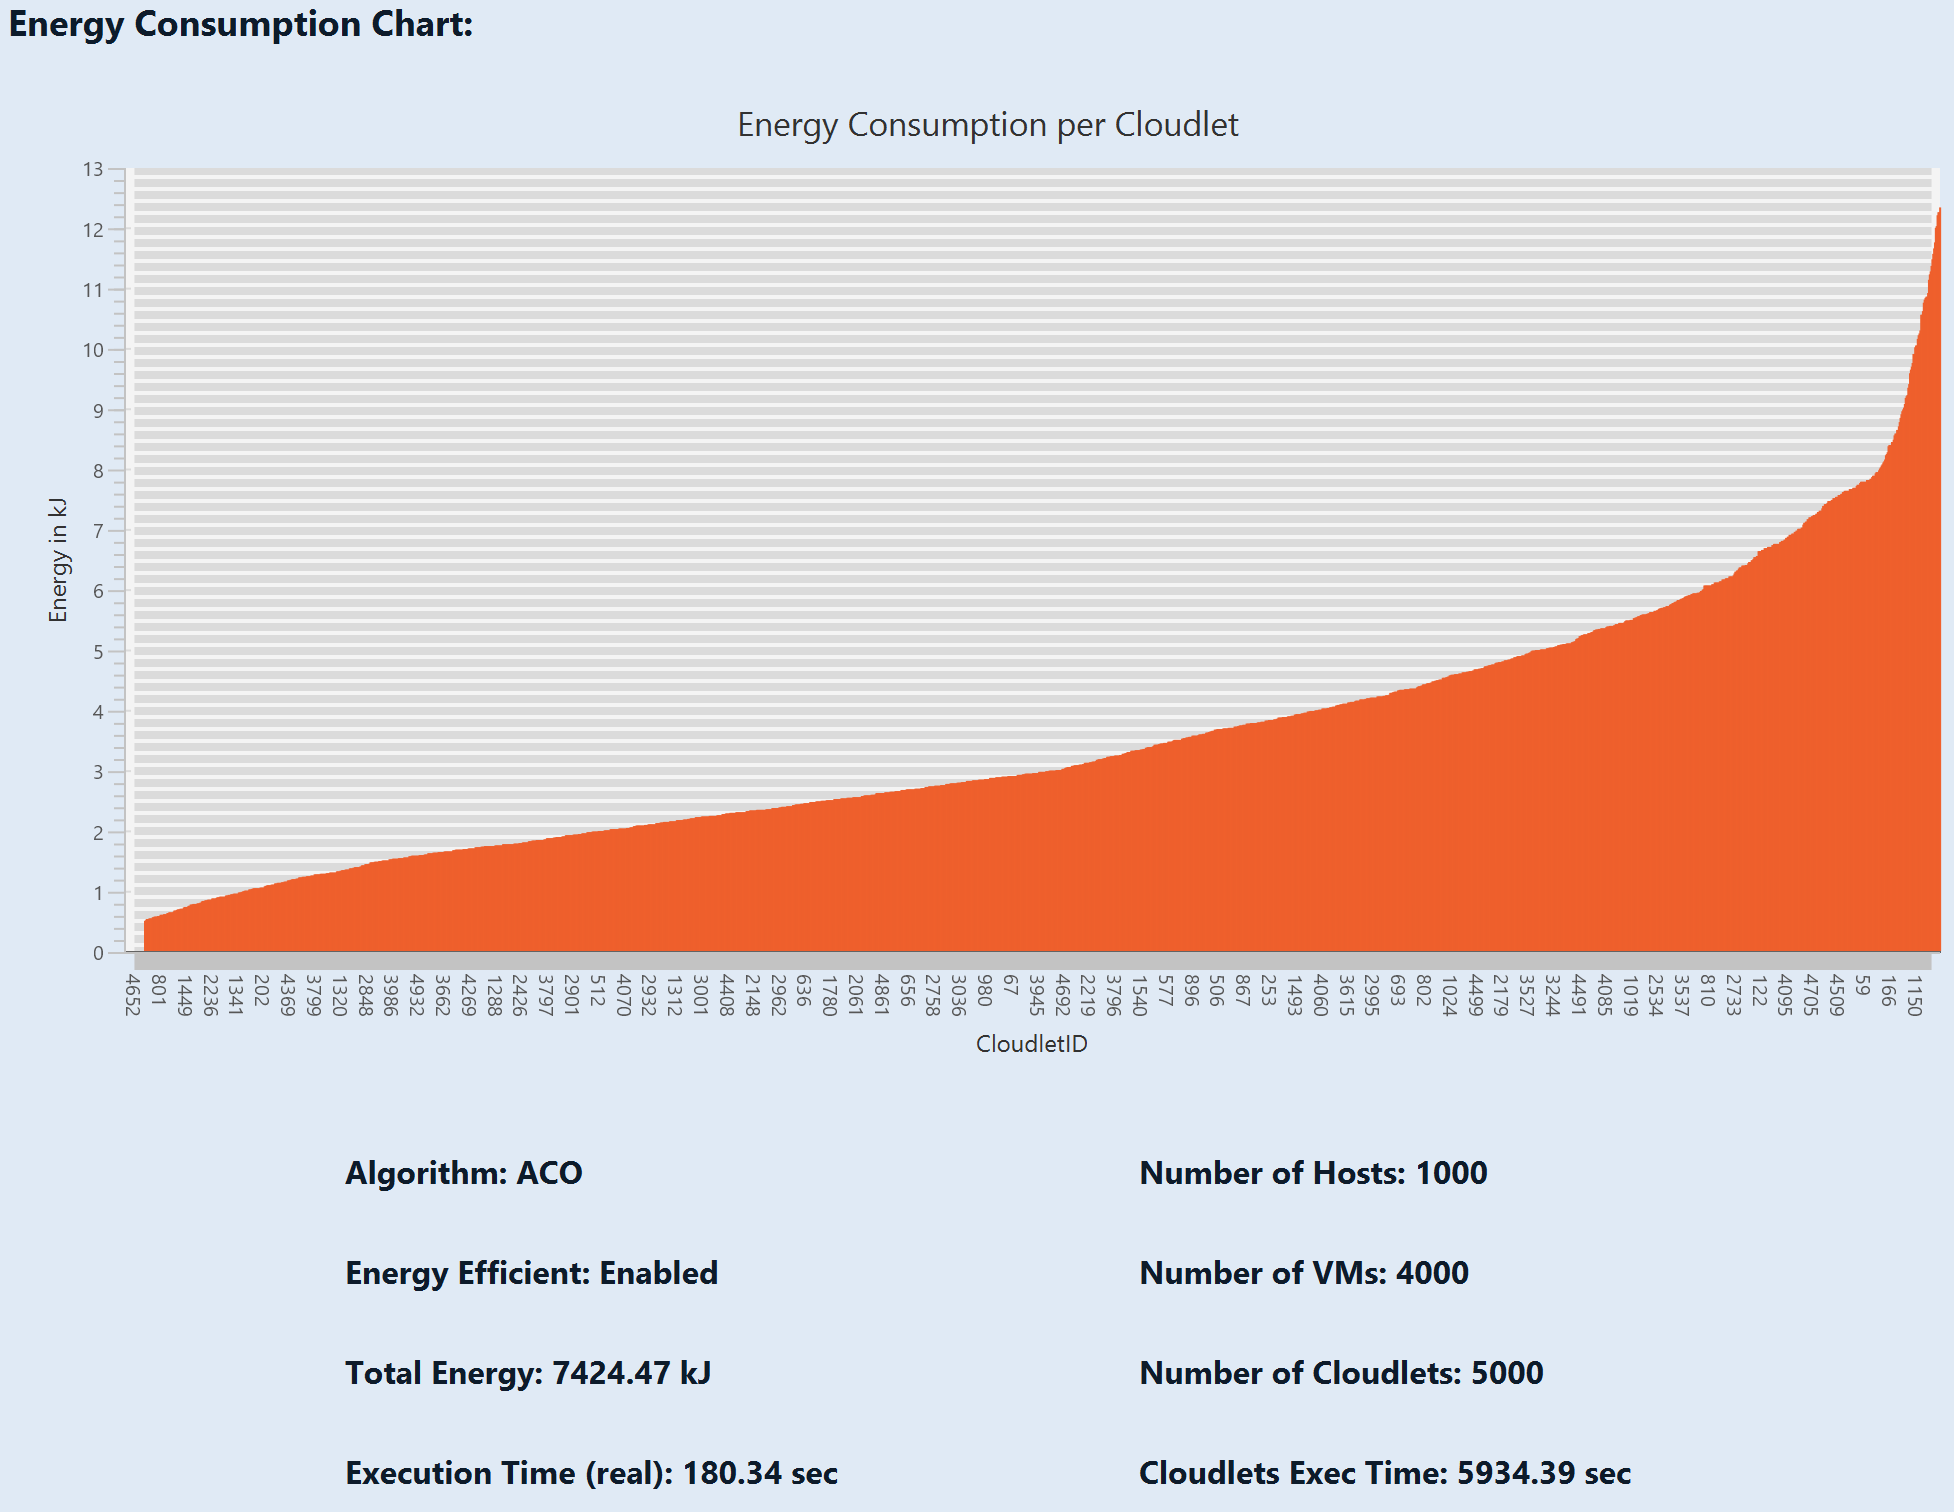 Energy Consumption Chart:
Energy Consumption per Cloudlet
13
12
11
10
9
8
7
6
5
4
3
2
1
0
Energy in kJ
4652 801 1449 2236 1341 202 4369 3799 1320 2848 3986 4932 3662 4269 1288 2426 3797 2901 512 4070 2932 1312 3001 4408 2148 2962 636 1780 2061 4861 656 2758 3036 980 67 3945 4692 2219 3796 1540 577 896 506 867 253 1493 4060 3615 2995 693 802 1024 4499 2179 3527 3244 4491 4085 1019 2534 3537 810 2733 122 4095 4705 4509 59 166 1150
CloudletID
Algorithm: ACO
Number of Hosts: 1000
Energy Efficient: Enabled
Number of VMs: 4000
Total Energy: 7424.47 kJ
Number of Cloudlets: 5000
Execution Time (real): 180.34 sec
Cloudlets Exec Time: 5934.39 sec